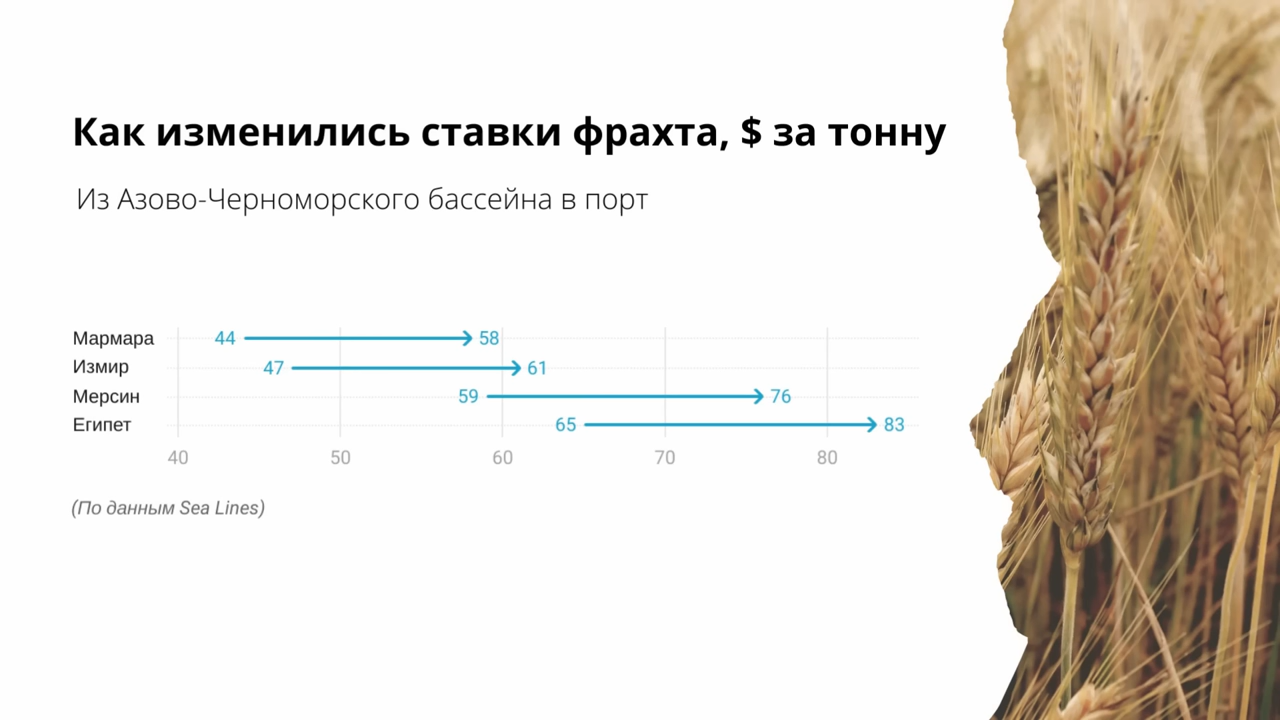 Как изменились ставки фрахта, $ за тонну
Из Азово-Черноморского бассейна в порт
Мармара 44 58
Измир 47 61
Мерсин 59 76
Египет 65 83
40 50 60 70 80
(По данным Sea Lines)